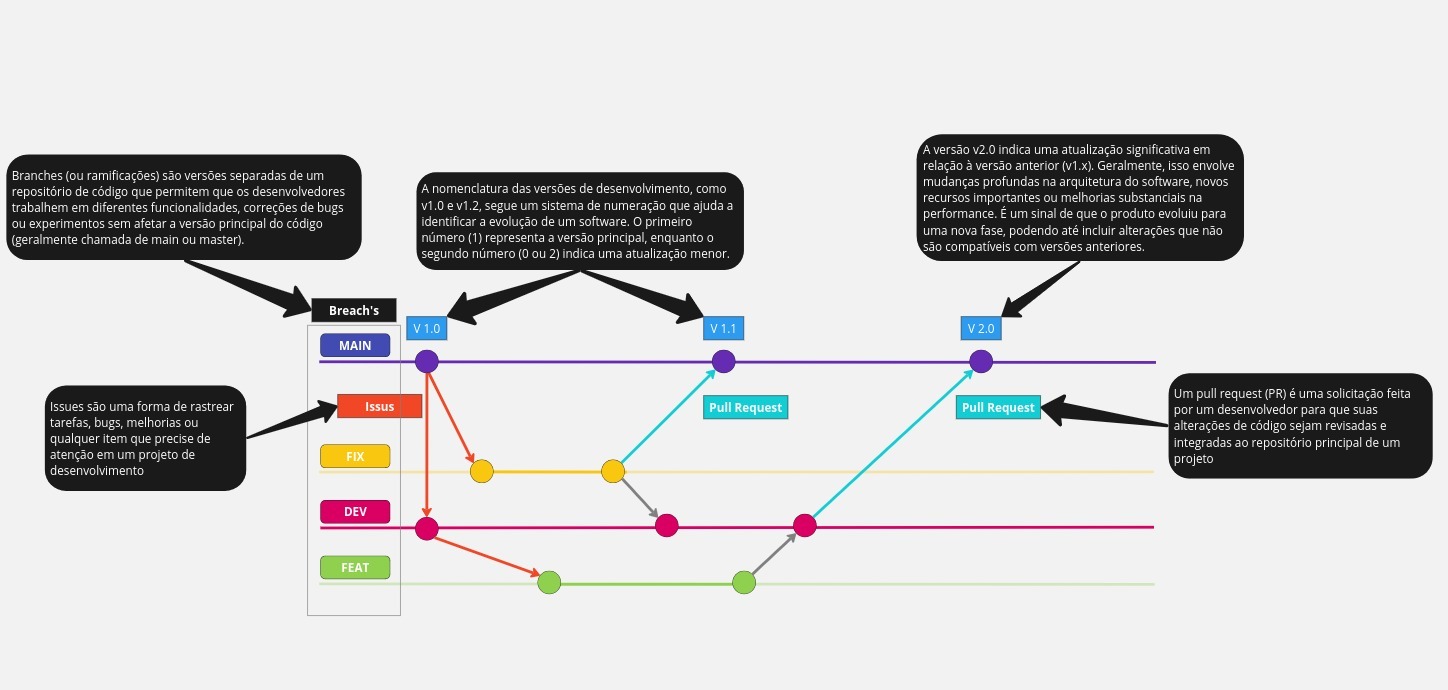 A versão v2.0 indica uma atualização significativa em
relação à versão anterior (v1.x). Geralmente, isso envolve
mudanças profundas na arquitetura do software, novos
recursos importantes ou melhorias substanciais na
performance. É um sinal de que o produto evoluiu para
uma nova fase, podendo até incluir alterações que não
são compatíveis com versões anteriores.
Branches (ou ramificações) são versões separadas de um
repositório de código que permitem que os desenvolvedores
trabalhem em diferentes funcionalidades, correções de bugs
ou experimentos sem afetar a versão principal do código
(geralmente chamada de main ou master).
A nomenclatura das versões de desenvolvimento, como
v1.0 e v1.2, segue um sistema de numeração que ajuda a
identificar a evolução de um software. O primeiro
número (1) representa a versão principal, enquanto o
segundo número (0 ou 2) indica uma atualização menor.
Breach's
V 1.0
V 1.1
V 2.0
MAIN
Issues são uma forma de rastrear
tarefas, bugs, melhorias ou
qualquer item que precise de
atenção em um projeto de
desenvolvimento
Issus
Pull Request
Pull Request
Um pull request (PR) é uma solicitação feita
por um desenvolvedor para que suas
alterações de código sejam revisadas e
integradas ao repositório principal de um
projeto
FIX
DEV
FEAT